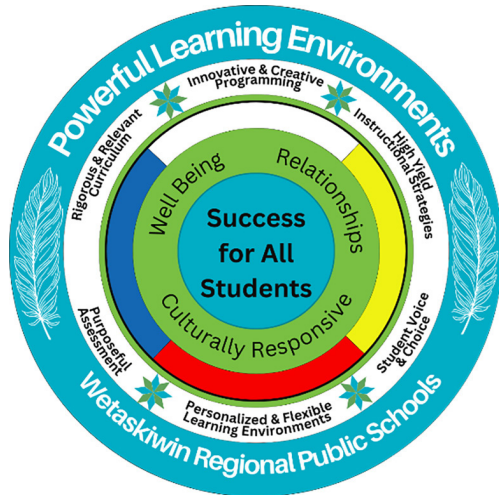 Powerful Learning Environments
Innovative & Creative
Programming
High Yield
Instructional Strategies
Student Voice
& Choice
Personalized & Flexible
Learning Environments
Purposeful
Assessment
Rigorous & Relevant
Curriculum
Well Being
Relationships
Culturally Responsive
Success
for All
Students
Wetaskiwin Regional Public Schools